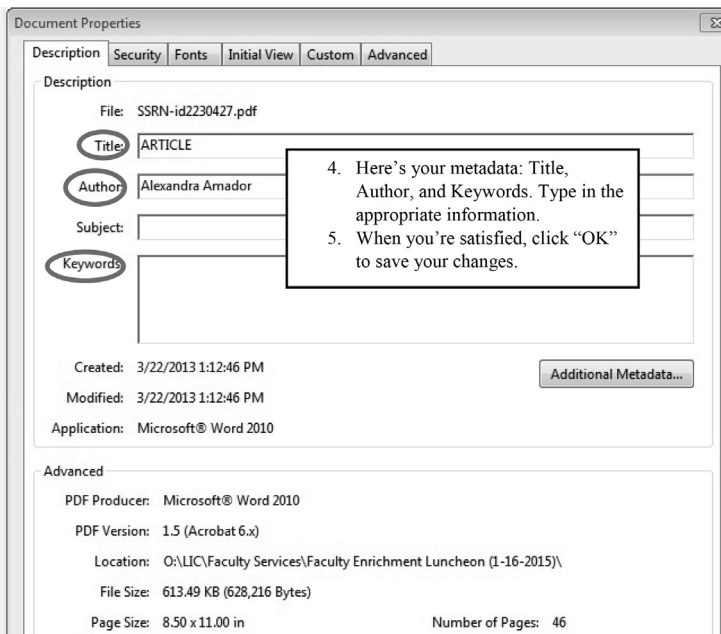 Document Properties
Description Security Fonts Initial View Custom Advanced
Description
File: SSRN-id2230427.pdf
Title: ARTICLE
4. Here's your metadata: Title,
Author, and Keywords. Type in the
appropriate information.
5. When you're satisfied, click “OK”
to save your changes.
Author: Alexandra Amador
Subject:
Keywords:
Created: 3/22/2013 1:12:46 PM
Additional Metadata...
Modified: 3/22/2013 1:12:46 PM
Application: Microsoft® Word 2010
Advanced
PDF Producer: Microsoft® Word 2010
PDF Version: 1.5 (Acrobat 6.x)
Location: O:\LIC\Faculty Services\Faculty Enrichment Luncheon (1-16-2015)\
File Size: 613.49 KB (628,216 Bytes)
Page Size: 8.50 x 11.00 in Number of Pages: 46